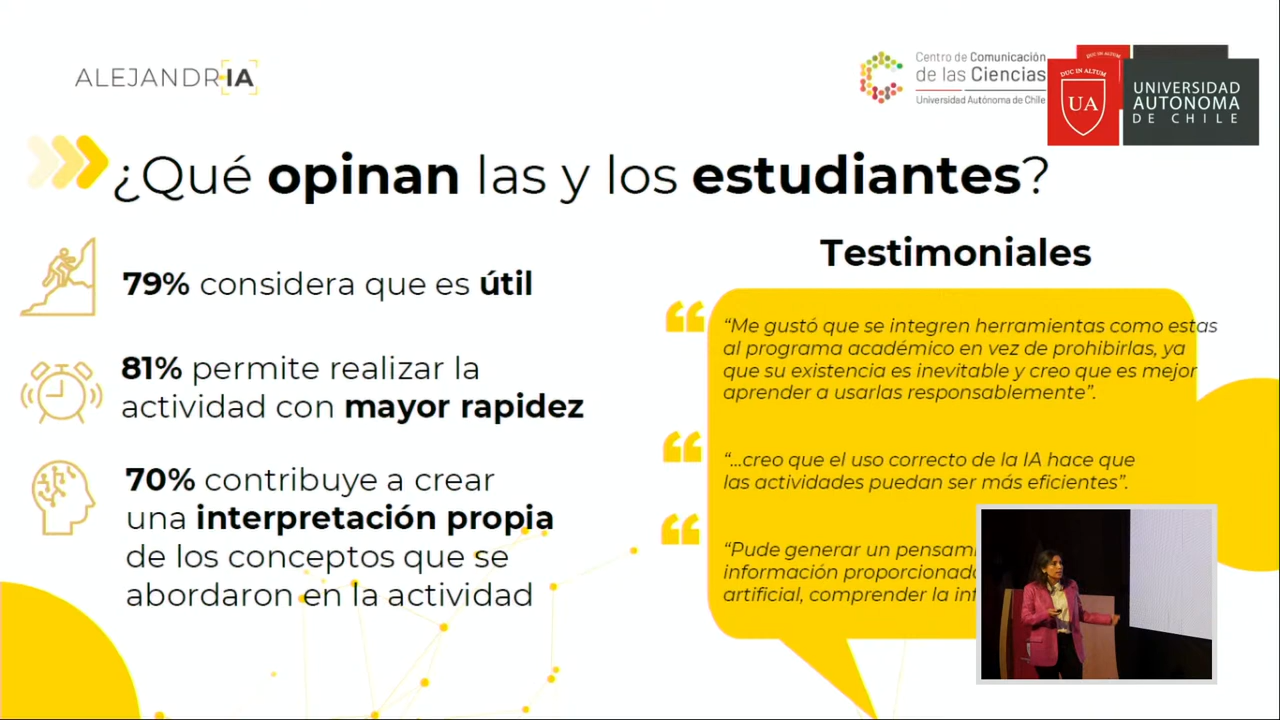 ALEJANDRIA
Centro de Comunicación
de las Ciencias
Universidad Autónoma de Chile
DUC IN ALTUM
DUC IN ALTUM
UA
UNIVERSIDAD
AUTONOMA
DE CHILE
¿Qué opinan las y los estudiantes?
79% considera que es útil
81% permite realizar la
actividad con mayor rapidez
70% contribuye a crear
una interpretación propia
de los conceptos que se
abordaron en la actividad
Testimoniales
“Me gustó que se integren herramientas como estas
al programa académico en vez de prohibirlas, ya
que su existencia es inevitable y creo que es mejor
aprender a usarlas responsablemente”.
“...creo que el uso correcto de la IA hace que
las actividades puedan ser más eficientes”.
“Pude generar un
información
artificial, comprender la